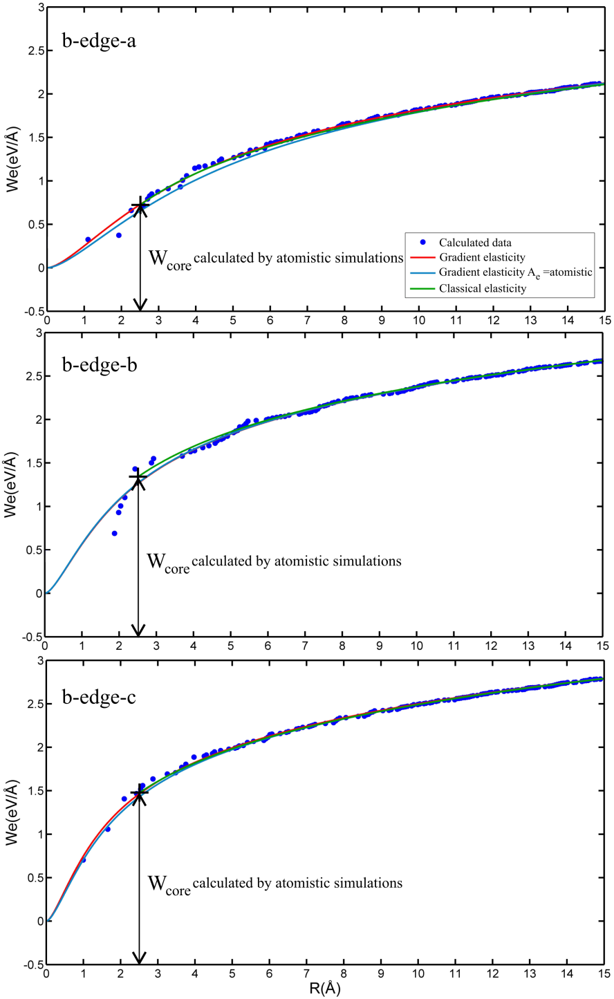 3
2.5
b-edge-a
2
We(eV/Å)
1.5
1
Wcore calculated by atomistic simulations
0.5
Calculated data
Gradient elasticity
Gradient elasticity Ae =atomistic
Classical elasticity
0
-0.5
0 1 2 3 4 5 6 7 8 9 10 11 12 13 14 15
3
b-edge-b
2.5
2
We(eV/Å)
1.5
1
Wcore calculated by atomistic simulations
0.5
0
-0.5
0 1 2 3 4 5 6 7 8 9 10 11 12 13 14 15
3
b-edge-c
2.5
2
We(eV/Å)
1.5
1
0.5
Wcore calculated by atomistic simulations
0
-0.5
0 1 2 3 4 5 6 7 8 9 10 11 12 13 14 15
R(Å)